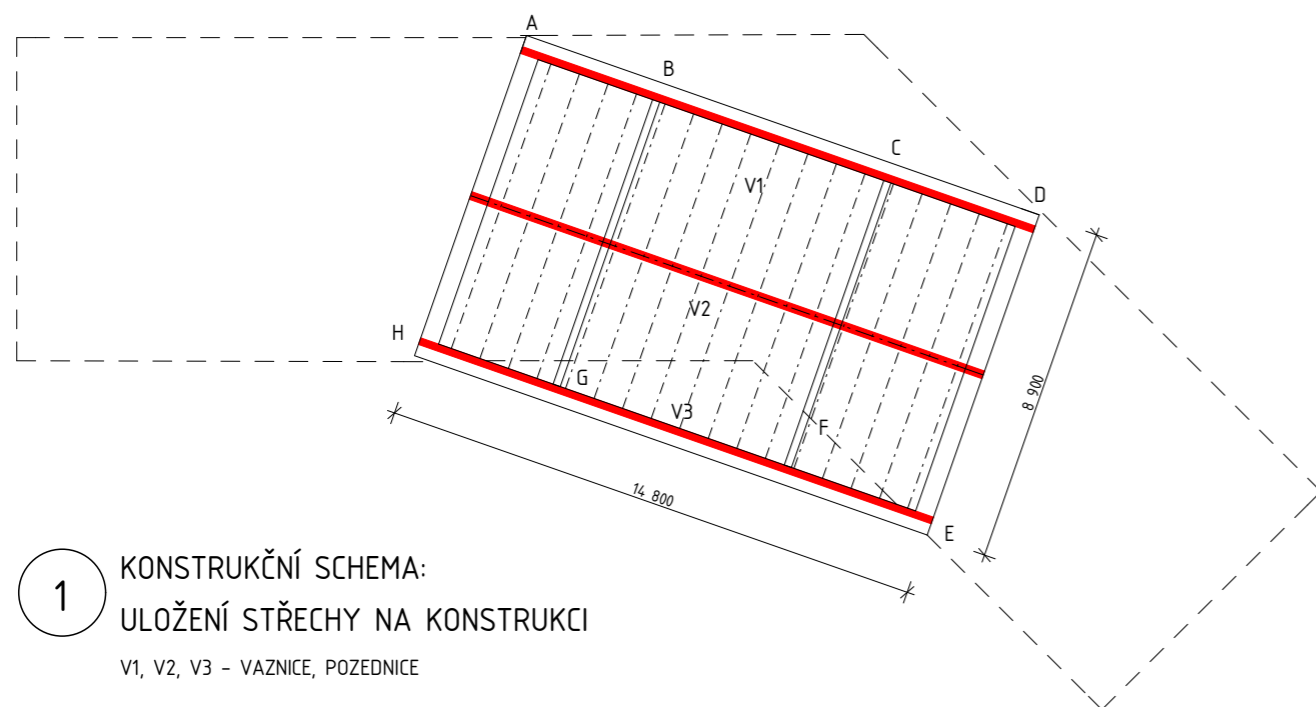 A
B
C
V1
D
V2
H
G
8 900
V3
F
14 800
E
1
KONSTRUKČNÍ SCHEMA:
ULOŽENÍ STŘECHY NA KONSTRUKCI
V1, V2, V3 - VAZNICE, POZEDNICE